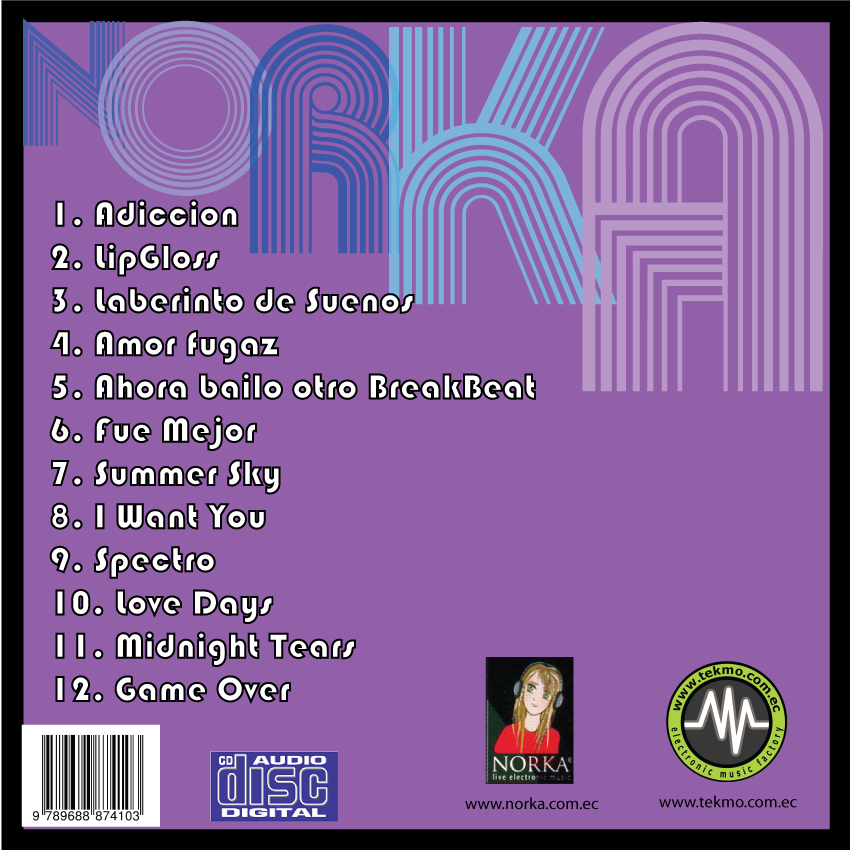 NORKA
1. Adiccion
2. LipGloss
3. Laberinto de Suenos
4. Amor fugaz
5. Ahora bailo otro BreakBeat
6. Fue Mejor
7. Summer Sky
8. I Want You
9. Spectro
10. Love Days
11. Midnight Tears
12. Game Over
9 789688 874103
CD AUDIO
disc
DIGITAL
NORKA®
live electronic music
www.norka.com.ec
www.tekmo.com.ec
electronic music factory
www.tekmo.com.ec